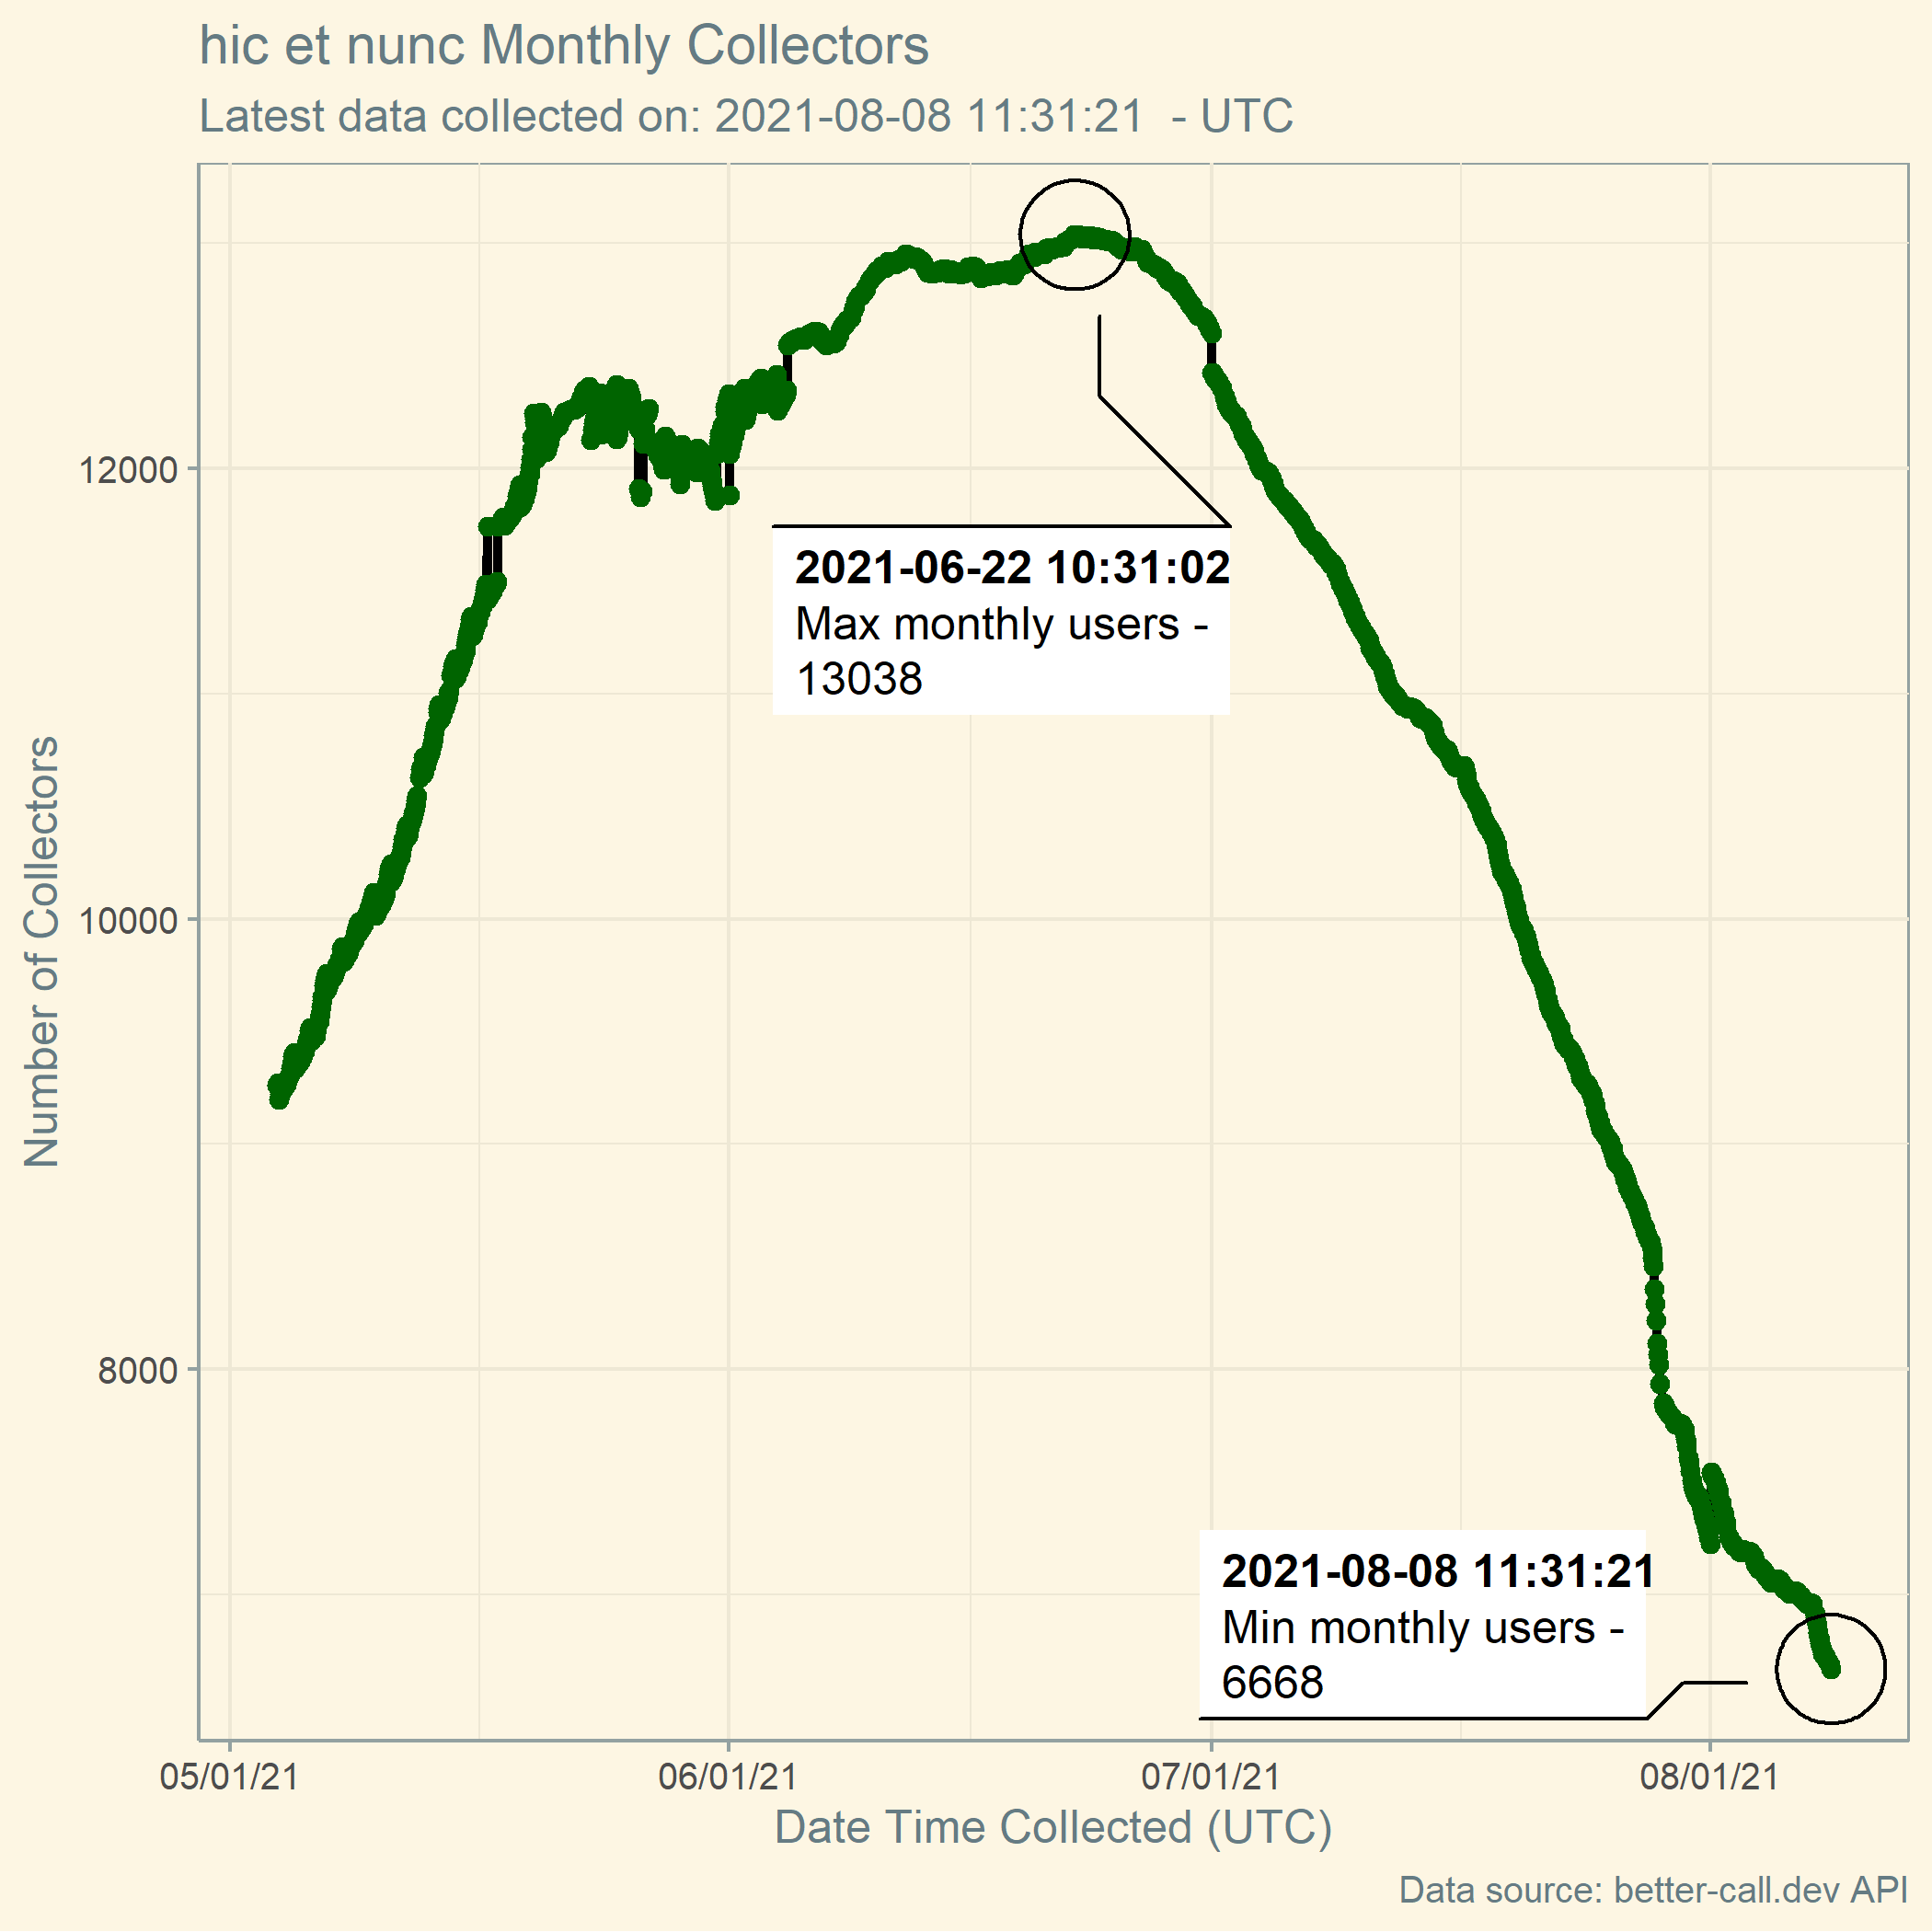 hic et nunc Monthly Collectors
Latest data collected on: 2021-08-08 11:31:21  - UTC
Number of Collectors
12000
10000
8000
2021-06-22 10:31:02
Max monthly users -
13038
2021-08-08 11:31:21
Min monthly users -
6668
05/01/21
06/01/21
07/01/21
08/01/21
Date Time Collected (UTC)
Data source: better-call.dev API